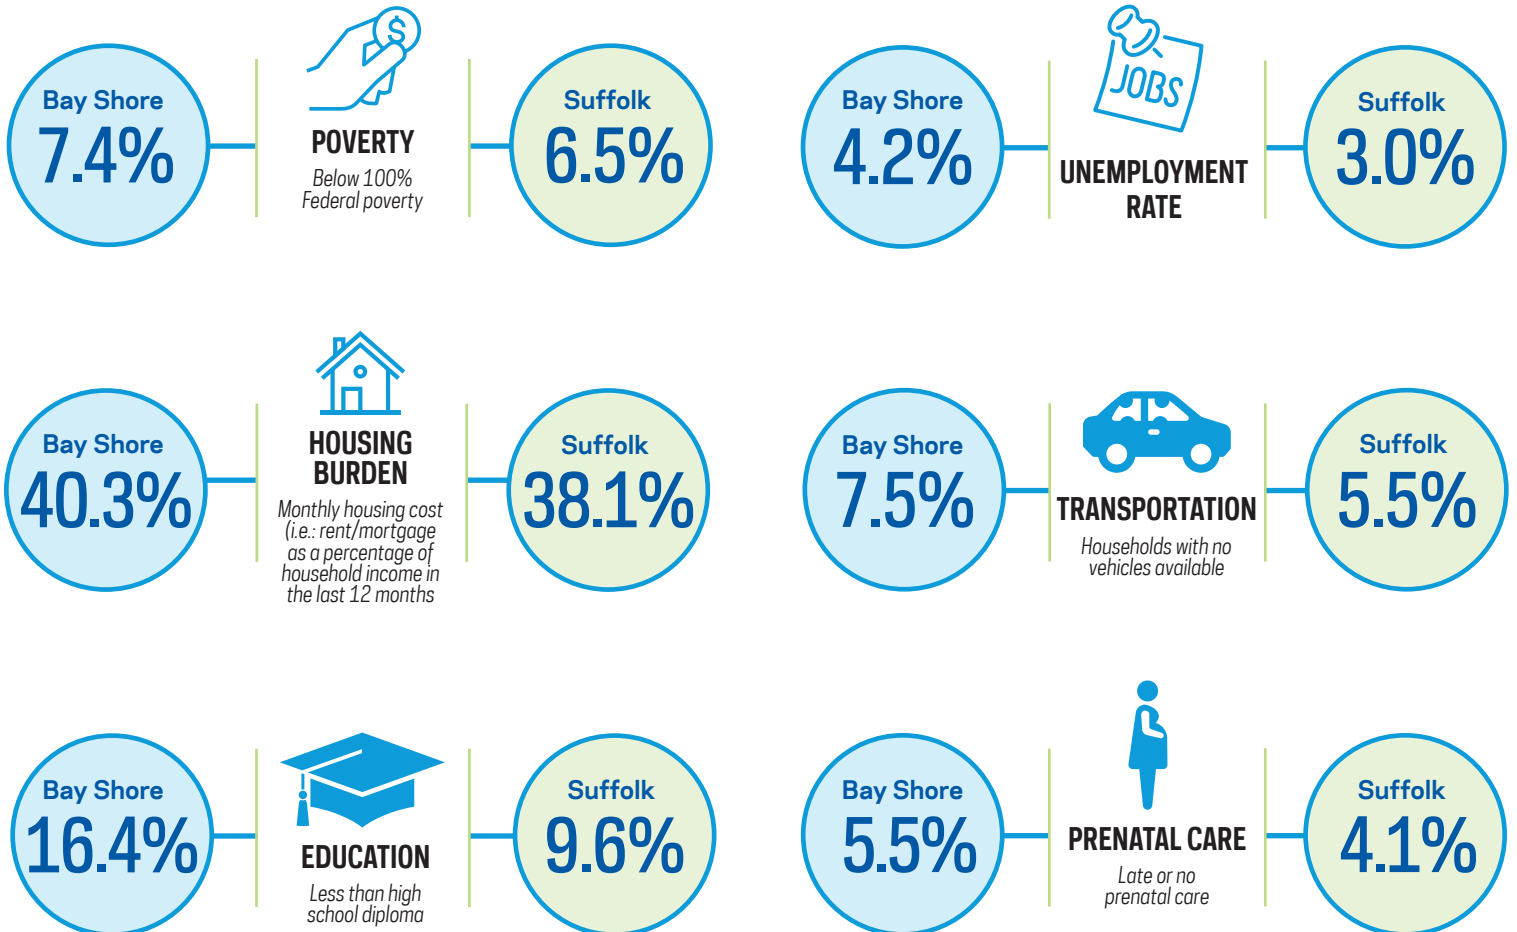 Bay Shore
7.4%
$
POVERTY
Below 100%
Federal poverty
Suffolk
6.5%
Bay Shore
4.2%
JOBS
UNEMPLOYMENT
RATE
Suffolk
3.0%
Bay Shore
40.3%
HOUSING
BURDEN
Monthly housing cost
(i.e.: rent/mortgage
as a percentage of
household income in
the last 12 months
Suffolk
38.1%
Bay Shore
7.5%
TRANSPORTATION
Households with no
vehicles available
Suffolk
5.5%
Bay Shore
16.4%
EDUCATION
Less than high
school diploma
Suffolk
9.6%
Bay Shore
5.5%
PRENATAL CARE
Late or no
prenatal care
Suffolk
4.1%